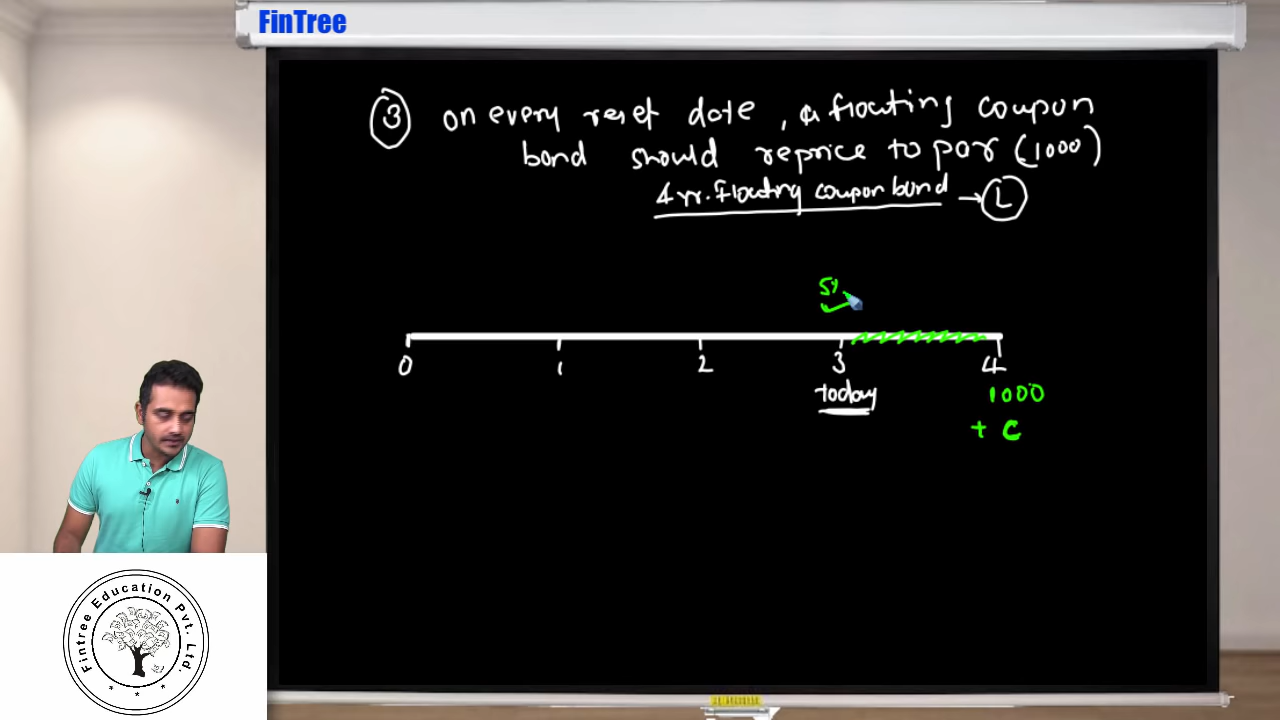 FinTree
③ on every reset date, a floating coupon
bond should reprice to par (1000)
4 yr. floating coupon bond → Ⓛ
5%
0 1 2 3 4
today 1000
+ C
Fintree Education Pvt. Ltd.
* * *